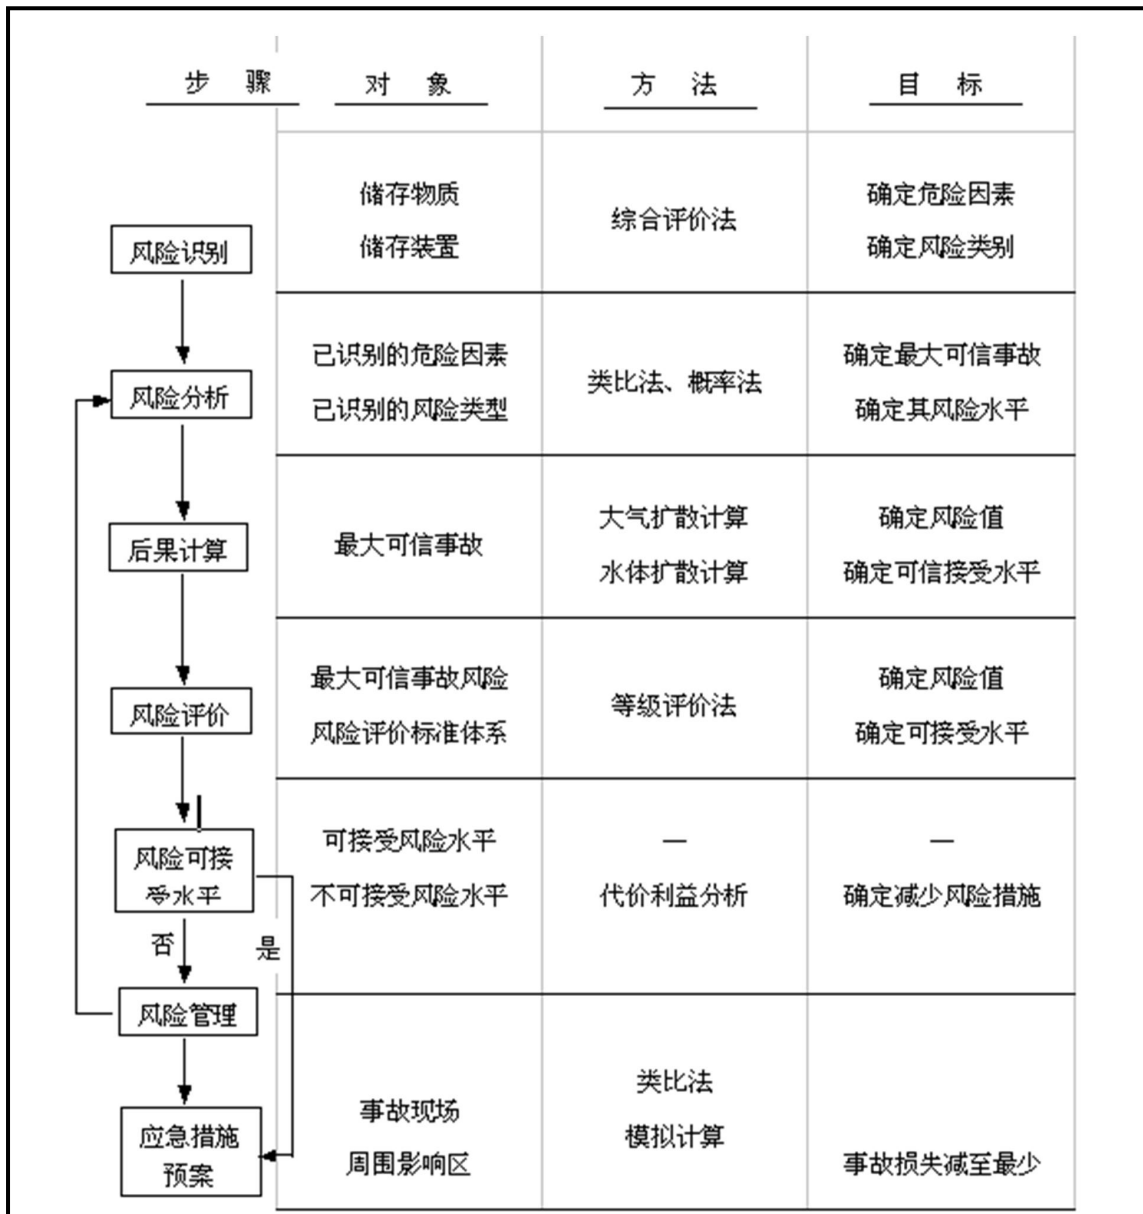 步 骤 对 象 方 法 目 标
储存物质 确定危险因素
综合评价法
风险识别 储存装置 确定风险类别
已识别的危险因素 确定最大可信事故
类比法、概率法
风险分析 已识别的风险类型 确定其风险水平
大气扩散计算 确定风险值
后果计算 最大可信事故
水体扩散计算 确定可信接受水平
最大可信事故风险 确定风险值
等级评价法
风险评价 风险评价标准体系 确定可接受水平
可接受风险水平 — —
风险可接
受水平 不可接受风险水平 代价利益分析 确定减少风险措施
否 是
风险管理
类比法
事故现场
应急措施 模拟计算
预案 周围影响区 事故损失减至最少